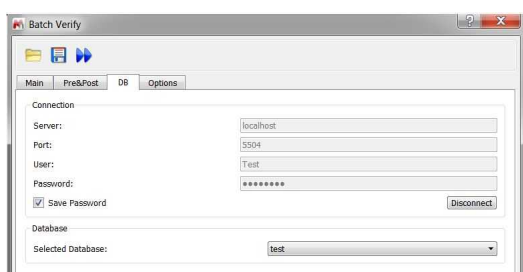 Batch Verify
Main Pre&Post DB Options
Connection
Server: localhost
Port: 5504
User: Test
Password: ●●●●●●●●
Save Password Disconnect
Database
Selected Database: test